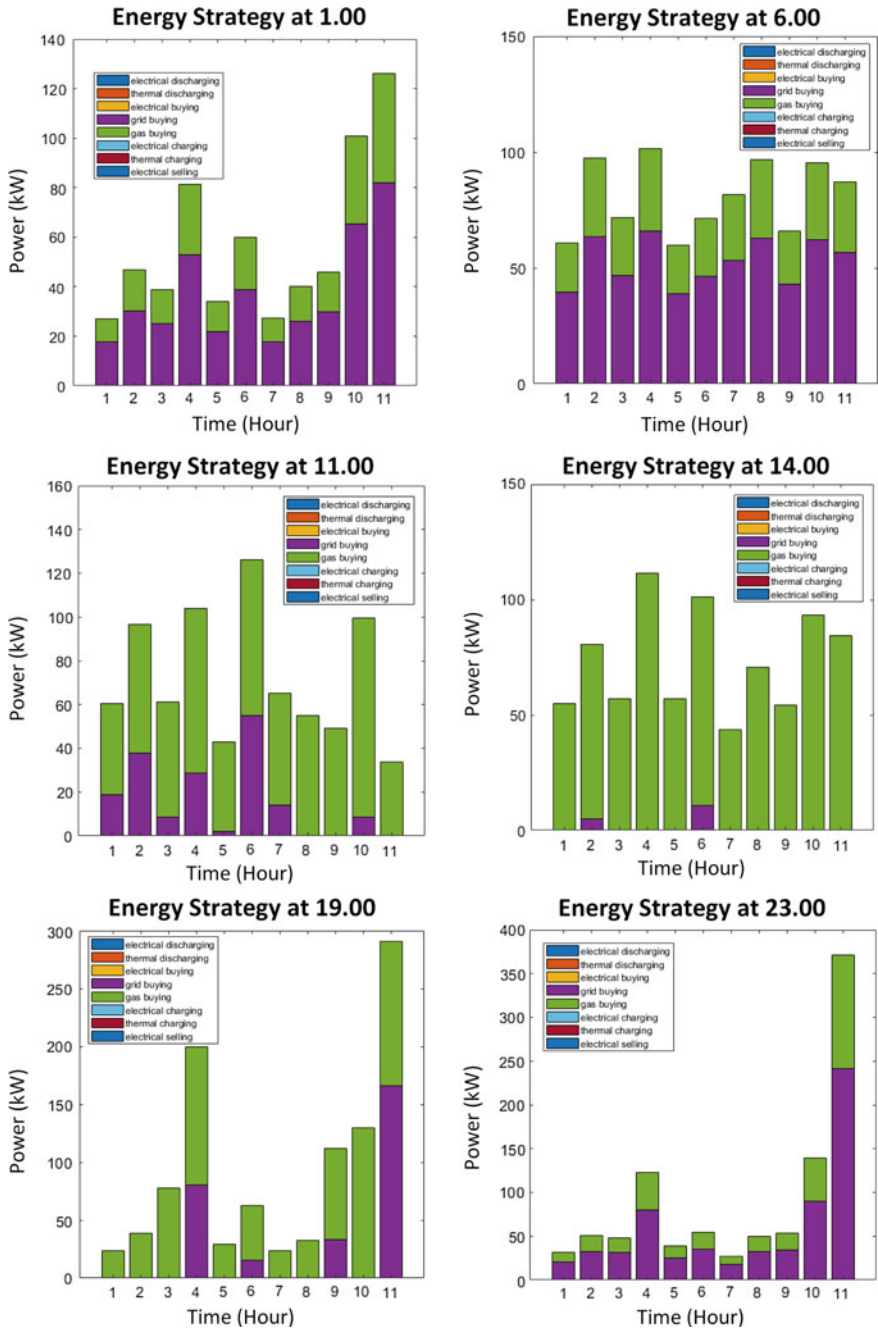 Energy Strategy at 1.00
140
120
100
80
60
40
20
0
Power (kW)
electrical discharging
thermal discharging
electrical buying
grid buying
gas buying
electrical charging
thermal charging
electrical selling
1 2 3 4 5 6 7 8 9 10 11
Time (Hour)
Energy Strategy at 6.00
150
100
50
0
Power (kW)
electrical discharging
thermal discharging
electrical buying
grid buying
gas buying
electrical charging
thermal charging
electrical selling
1 2 3 4 5 6 7 8 9 10 11
Time (Hour)
Energy Strategy at 11.00
160
140
120
100
80
60
40
20
0
Power (kW)
electrical discharging
thermal discharging
electrical buying
grid buying
gas buying
electrical charging
thermal charging
electrical selling
1 2 3 4 5 6 7 8 9 10 11
Time (Hour)
Energy Strategy at 14.00
150
100
50
0
Power (kW)
electrical discharging
thermal discharging
electrical buying
grid buying
gas buying
electrical charging
thermal charging
electrical selling
1 2 3 4 5 6 7 8 9 10 11
Time (Hour)
Energy Strategy at 19.00
300
250
200
150
100
50
0
Power (kW)
electrical discharging
thermal discharging
electrical buying
grid buying
gas buying
electrical charging
thermal charging
electrical selling
1 2 3 4 5 6 7 8 9 10 11
Time (Hour)
Energy Strategy at 23.00
400
350
300
250
200
150
100
50
0
Power (kW)
electrical discharging
thermal discharging
electrical buying
grid buying
gas buying
electrical charging
thermal charging
electrical selling
1 2 3 4 5 6 7 8 9 10 11
Time (Hour)